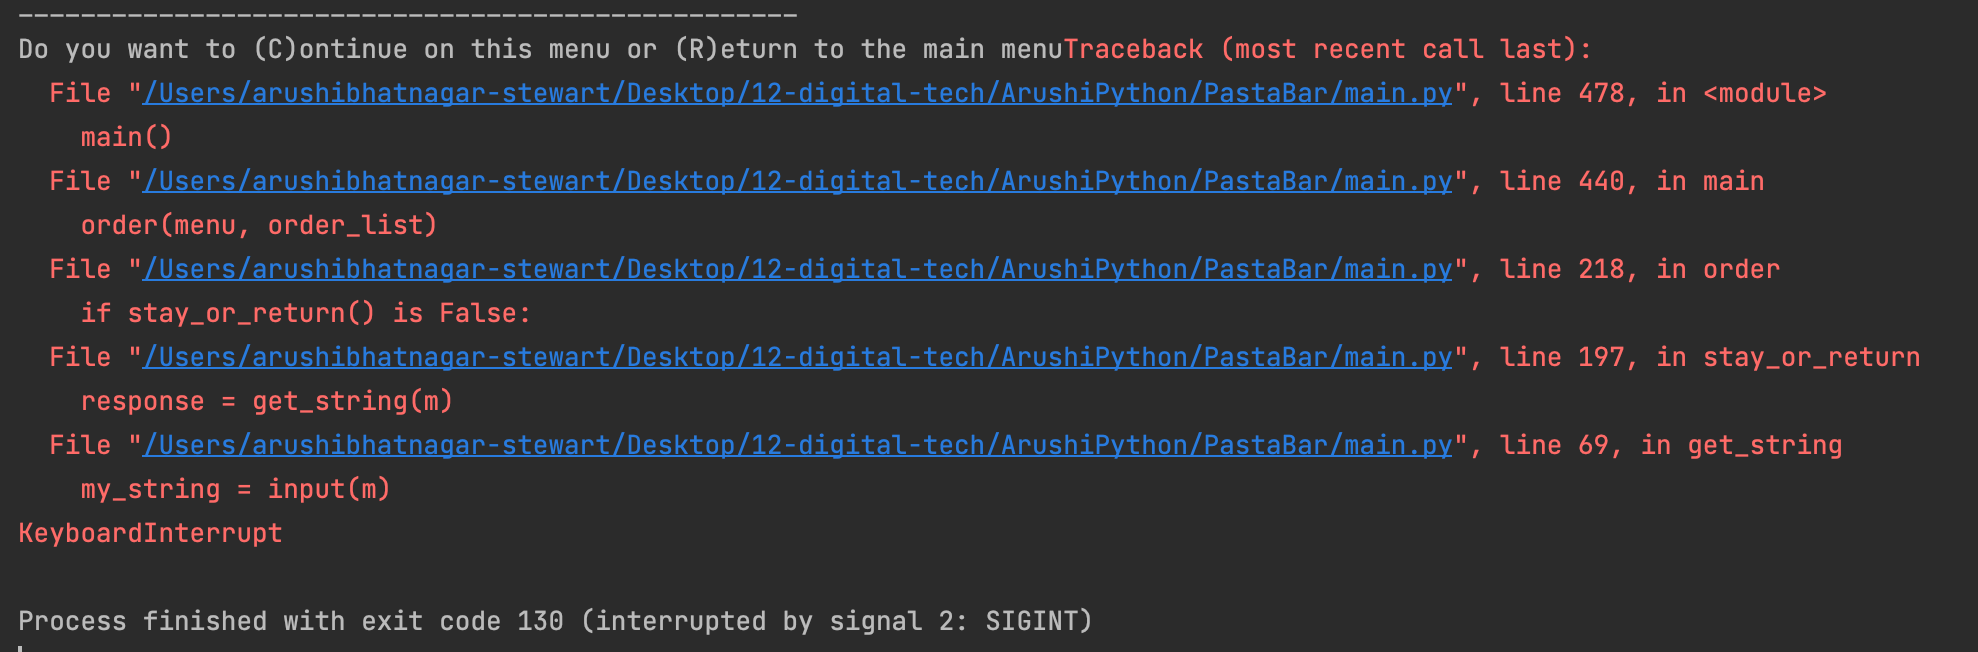 --------------------------------------------------
Do you want to (C)ontinue on this menu or (R)eturn to the main menuTraceback (most recent call last):
  File "/Users/arushibhatnagar-stewart/Desktop/12-digital-tech/ArushiPython/PastaBar/main.py", line 478, in <module>
    main()
  File "/Users/arushibhatnagar-stewart/Desktop/12-digital-tech/ArushiPython/PastaBar/main.py", line 440, in main
    order(menu, order_list)
  File "/Users/arushibhatnagar-stewart/Desktop/12-digital-tech/ArushiPython/PastaBar/main.py", line 218, in order
    if stay_or_return() is False:
  File "/Users/arushibhatnagar-stewart/Desktop/12-digital-tech/ArushiPython/PastaBar/main.py", line 197, in stay_or_return
    response = get_string(m)
  File "/Users/arushibhatnagar-stewart/Desktop/12-digital-tech/ArushiPython/PastaBar/main.py", line 69, in get_string
    my_string = input(m)
KeyboardInterrupt

Process finished with exit code 130 (interrupted by signal 2: SIGINT)